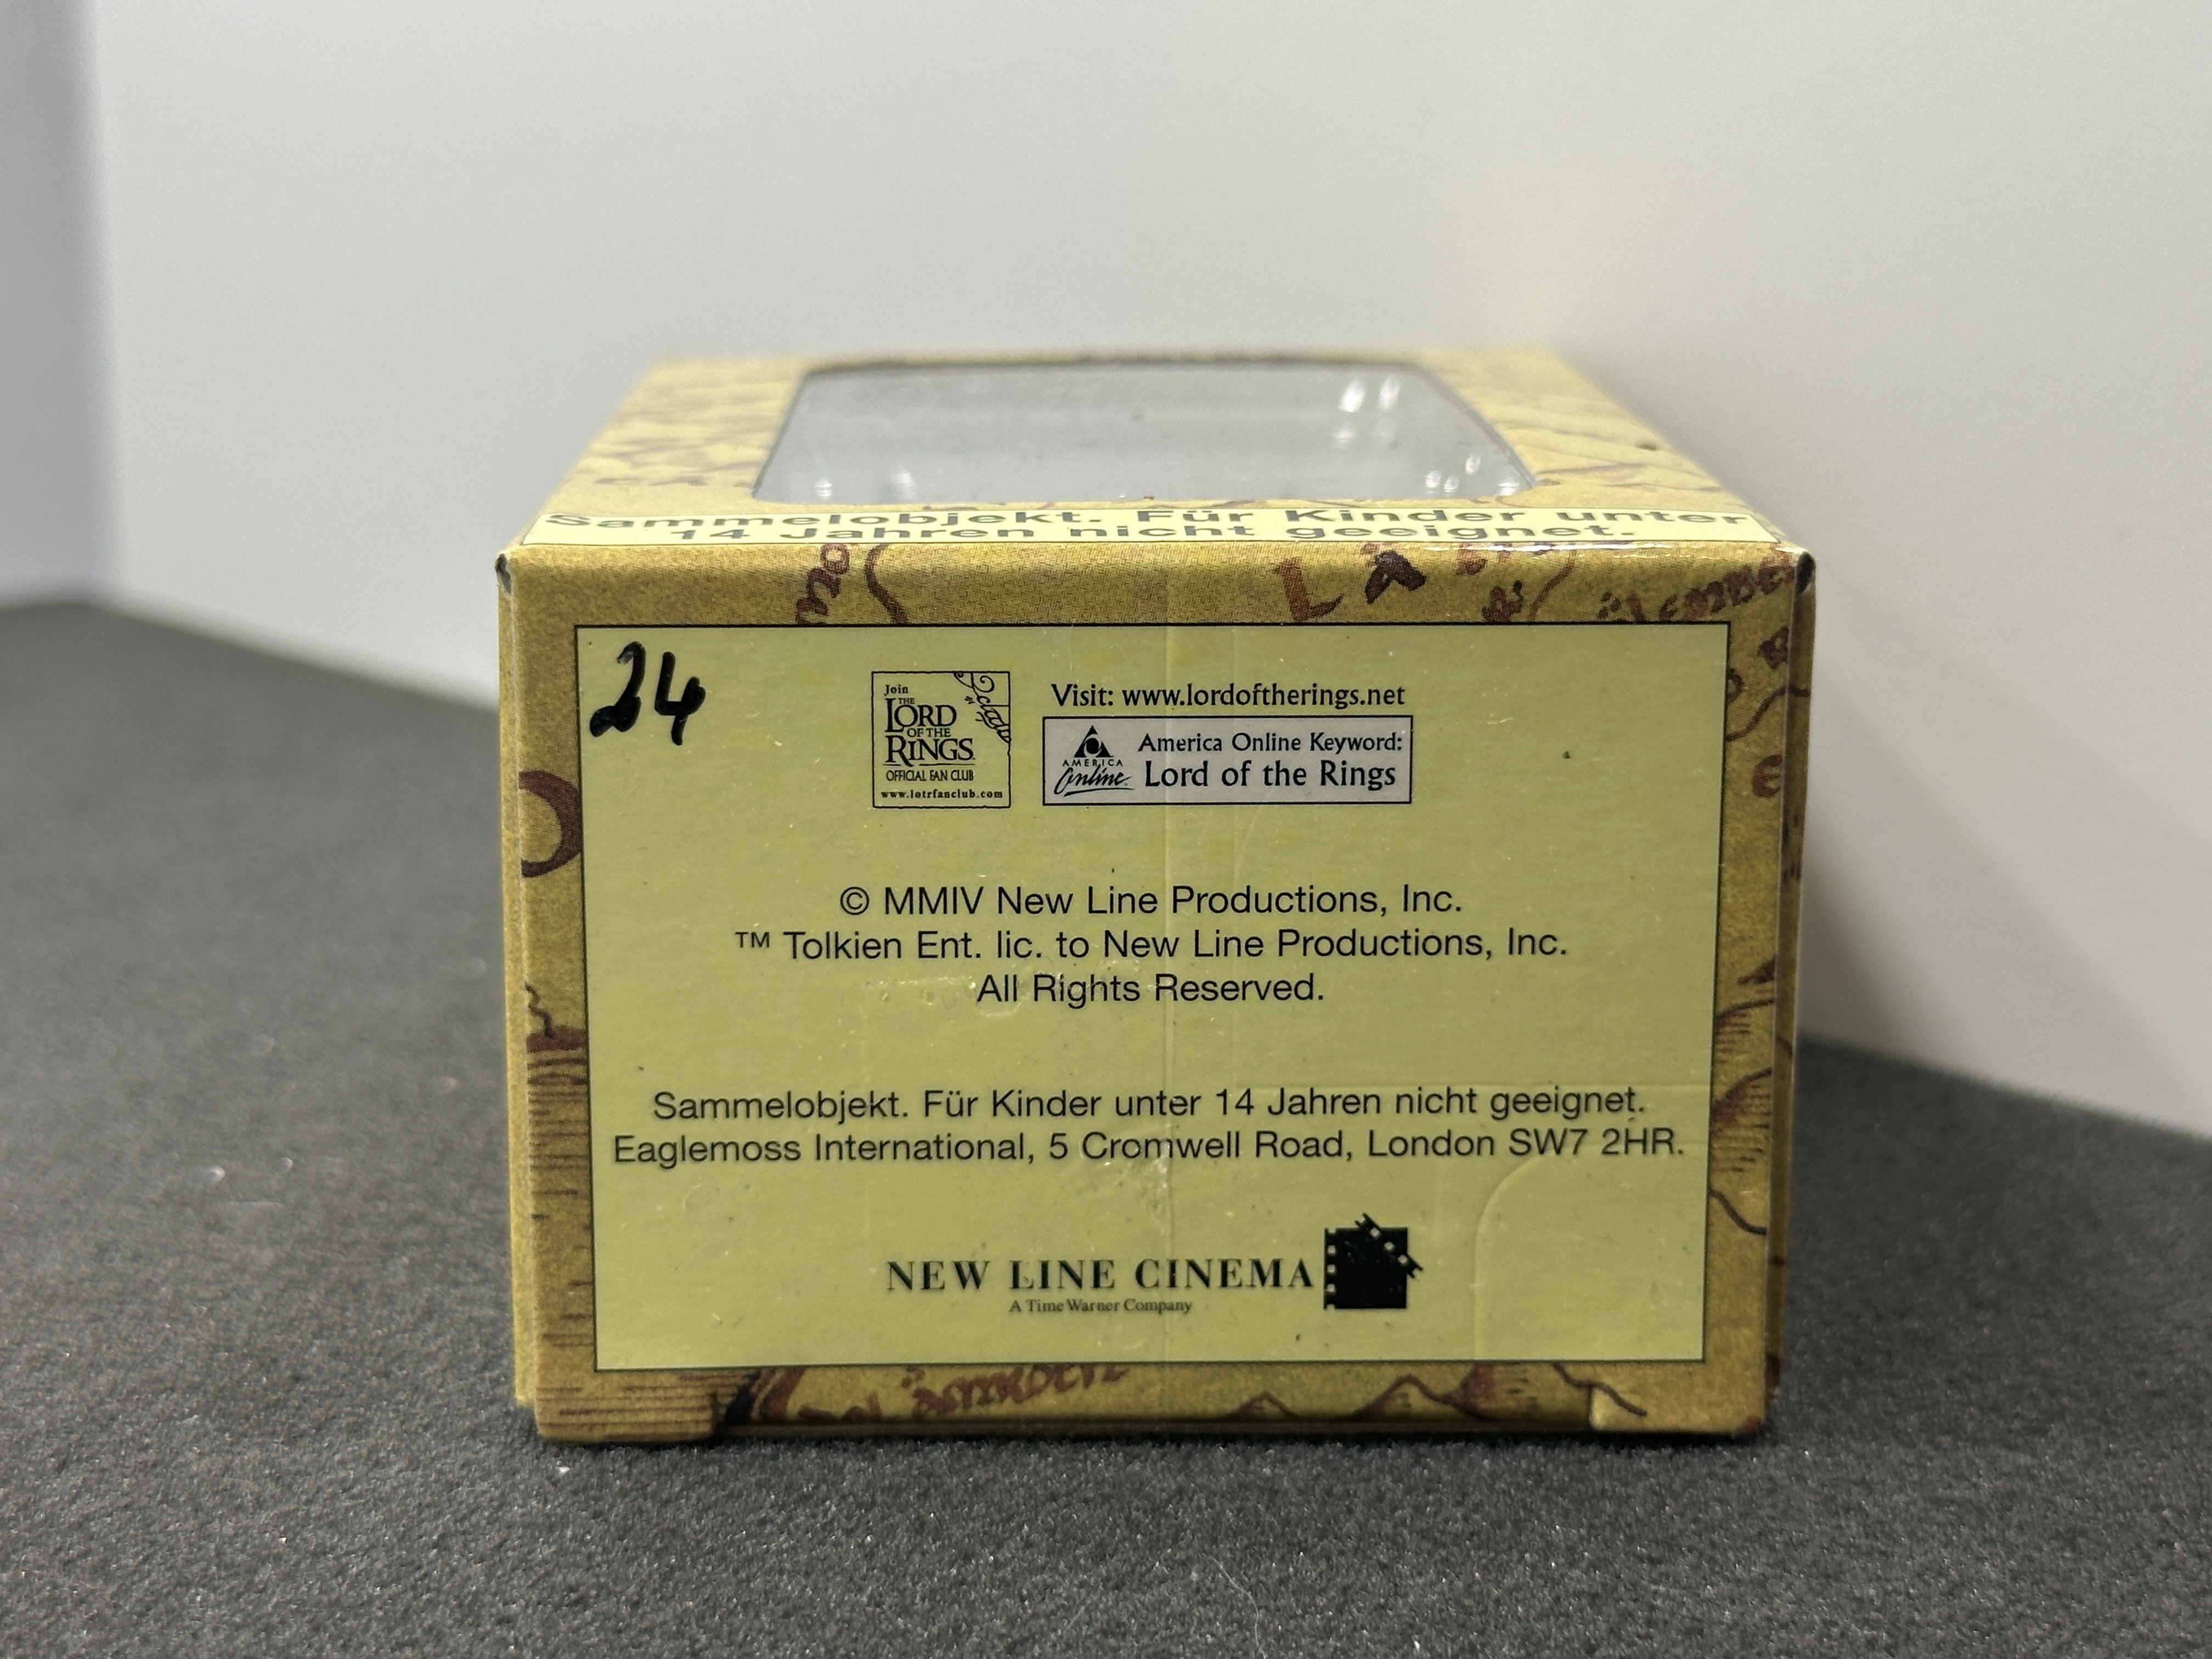 Sammelobjekt. Für Kinder unter
14 Jahren nicht geeignet.
24
Join
THE
LORD
OF THE
RINGS
OFFICIAL FAN CLUB
www.lotrfanclub.com
Visit: www.lordoftherings.net
America Online Keyword:
AMERICA
Online
Lord of the Rings
© MMIV New Line Productions, Inc.
™ Tolkien Ent. lic. to New Line Productions, Inc.
All Rights Reserved.
Sammelobjekt. Für Kinder unter 14 Jahren nicht geeignet.
Eaglemoss International, 5 Cromwell Road, London SW7 2HR.
NEW LINE CINEMA
A Time Warner Company